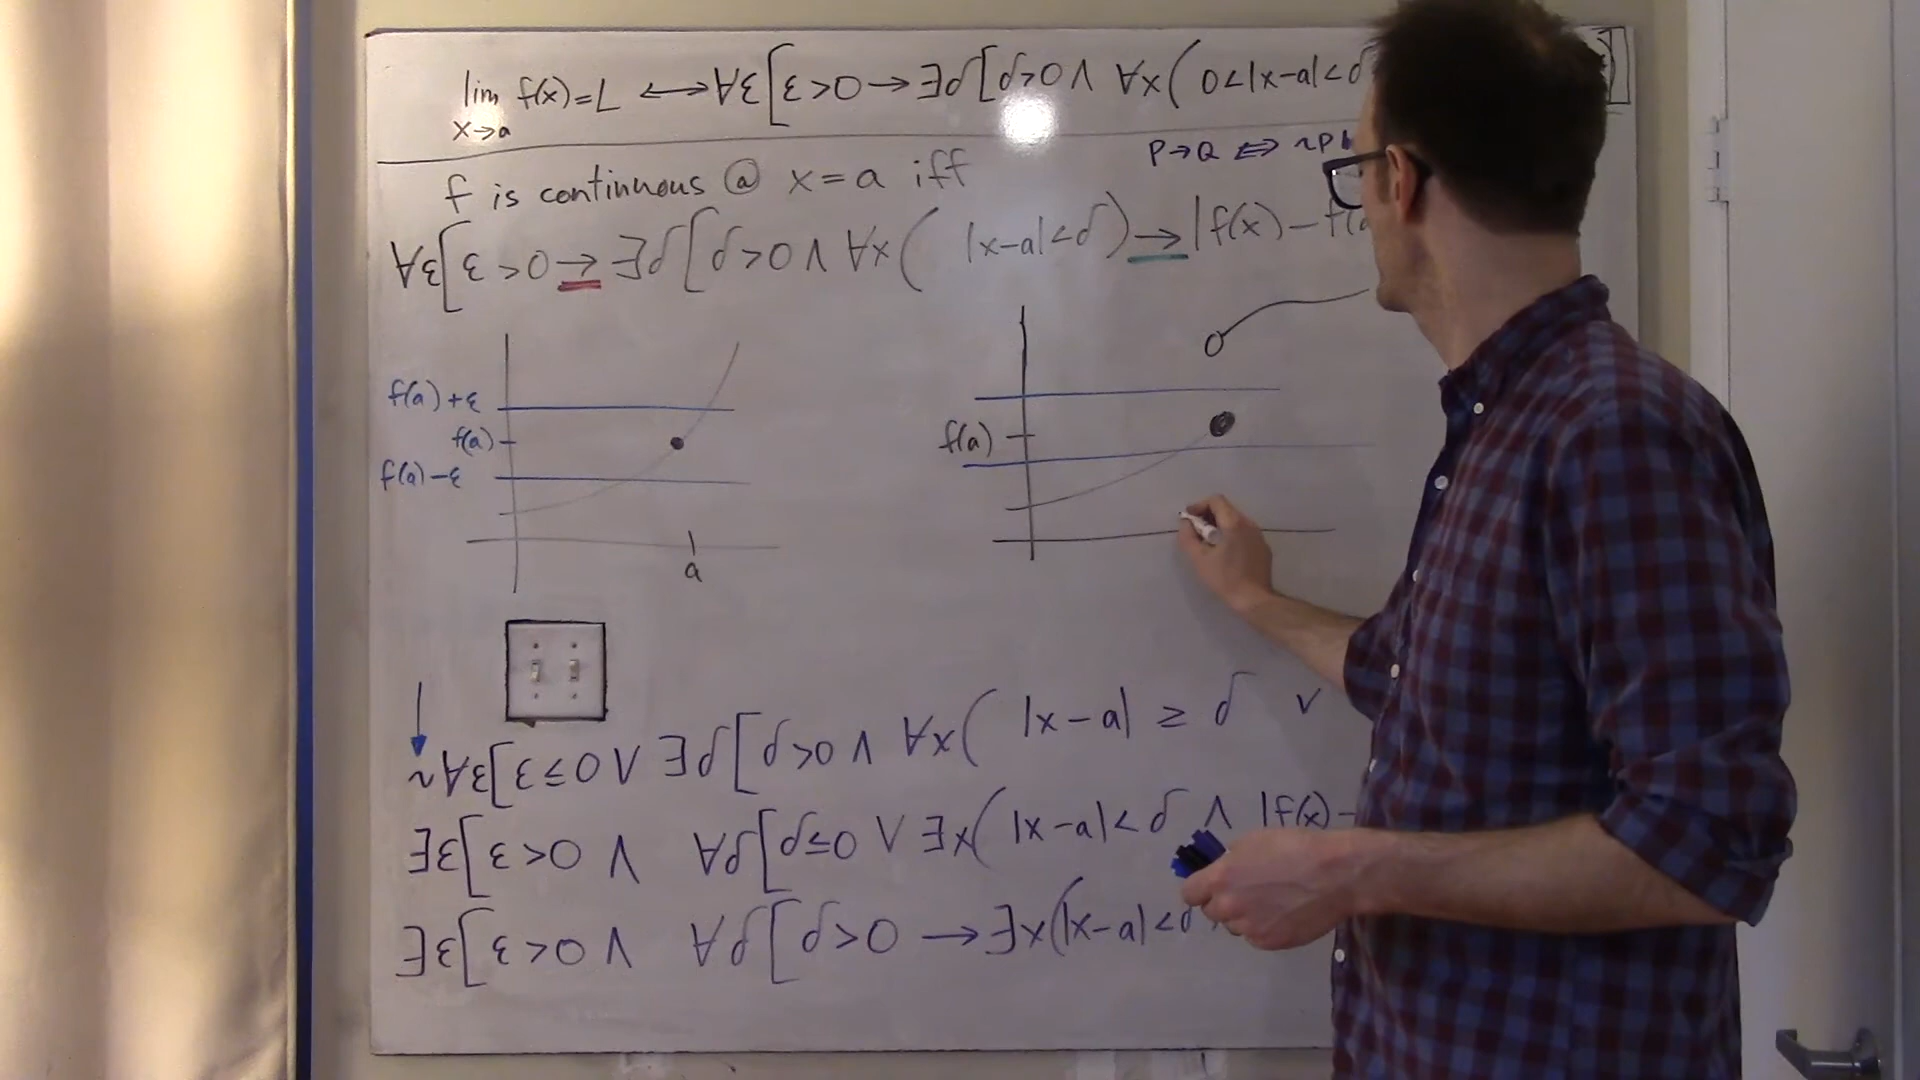 lim f(x)=L ⟷ ∀ε[ε>0 → ∃δ[δ>0 ∧ ∀x(0<|x-a|<δ
x→a
P→Q ⟺ ~P
f is continuous @ x=a iff
∀ε[ε>0 → ∃δ[δ>0 ∧ ∀x(|x-a|<δ) → |f(x)-f(a
f(a)+ε
f(a)
f(a)-ε
a
f(a)
~∀ε[ε≤0 ∨ ∃δ[δ>0 ∧ ∀x(|x-a| ≥ δ ∨
∃ε[ε>0 ∧ ∀δ[δ≤0 ∨ ∃x(|x-a|<δ ∧ |f(x)-
∃ε[ε>0 ∧ ∀δ[δ>0 → ∃x(|x-a|<δ